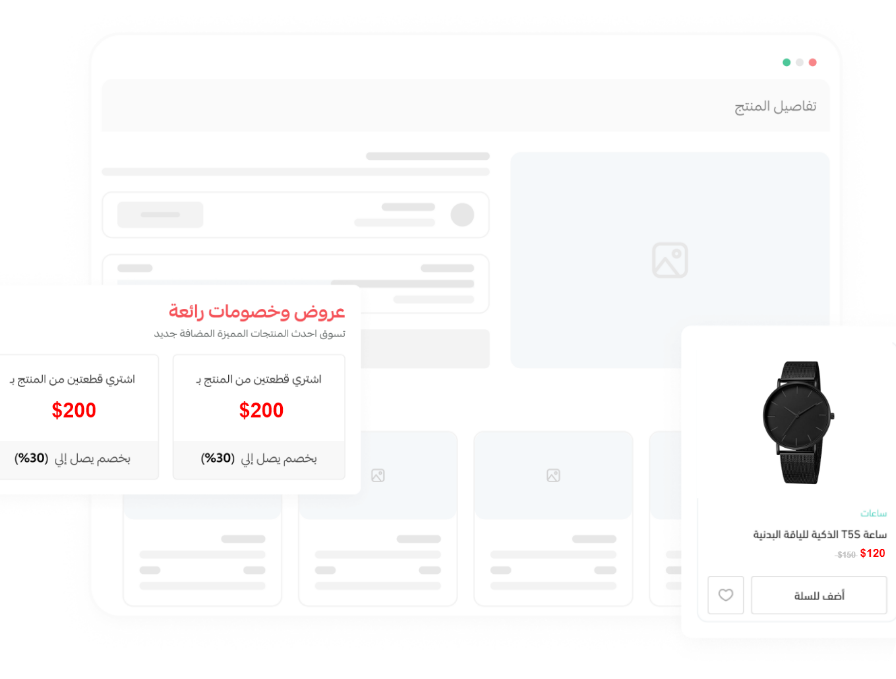 تفاصيل المنتج
عروض وخصومات رائعة
تسوق احدث المنتجات المميزة المضافة جديد
اشتري قطعتين من المنتج بـ
$200
بخصم يصل إلي (30%)
اشتري قطعتين من المنتج بـ
$200
بخصم يصل إلي (30%)
ساعات
ساعة T5S الذكية للياقة البدنية
$120 $150
أضف للسلة